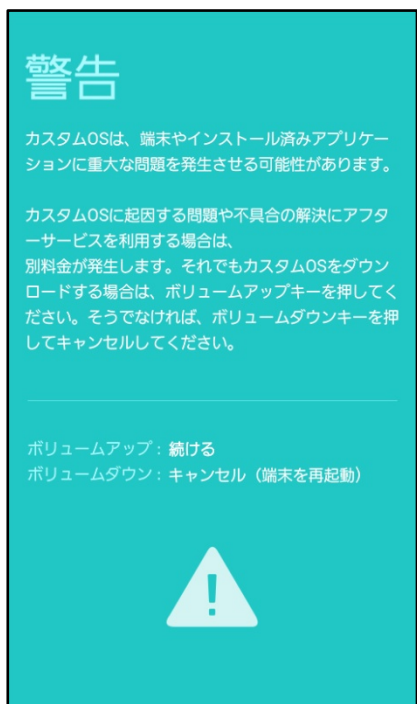 警告
カスタムOSは、端末やインストール済みアプリケー
ションに重大な問題を発生させる可能性があります。
カスタムOSに起因する問題や不具合の解決にアフタ
ーサービスを利用する場合は、
別料金が発生します。それでもカスタムOSをダウン
ロードする場合は、ボリュームアップキーを押してく
ださい。そうでなければ、ボリュームダウンキーを押
してキャンセルしてください。
ボリュームアップ : 続ける
ボリュームダウン : キャンセル（端末を再起動）